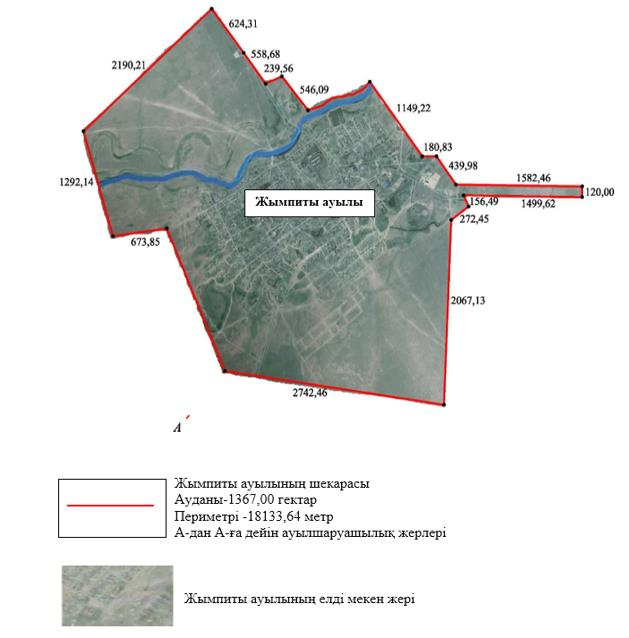 624,31
2190,21
558,68
239,56
546,09
1149,22
180,83
439,98
1582,46
1292,14
120,00
Жымпиты ауылы
156,49
1499,62
272,45
673,85
2067,13
2742,46
А
Жымпиты ауылының шекарасы
Ауданы-1367,00 гектар
Периметрі -18133,64 метр
А-дан А-ға дейін ауылшаруашылық жерлері
Жымпиты ауылының елді мекен жері